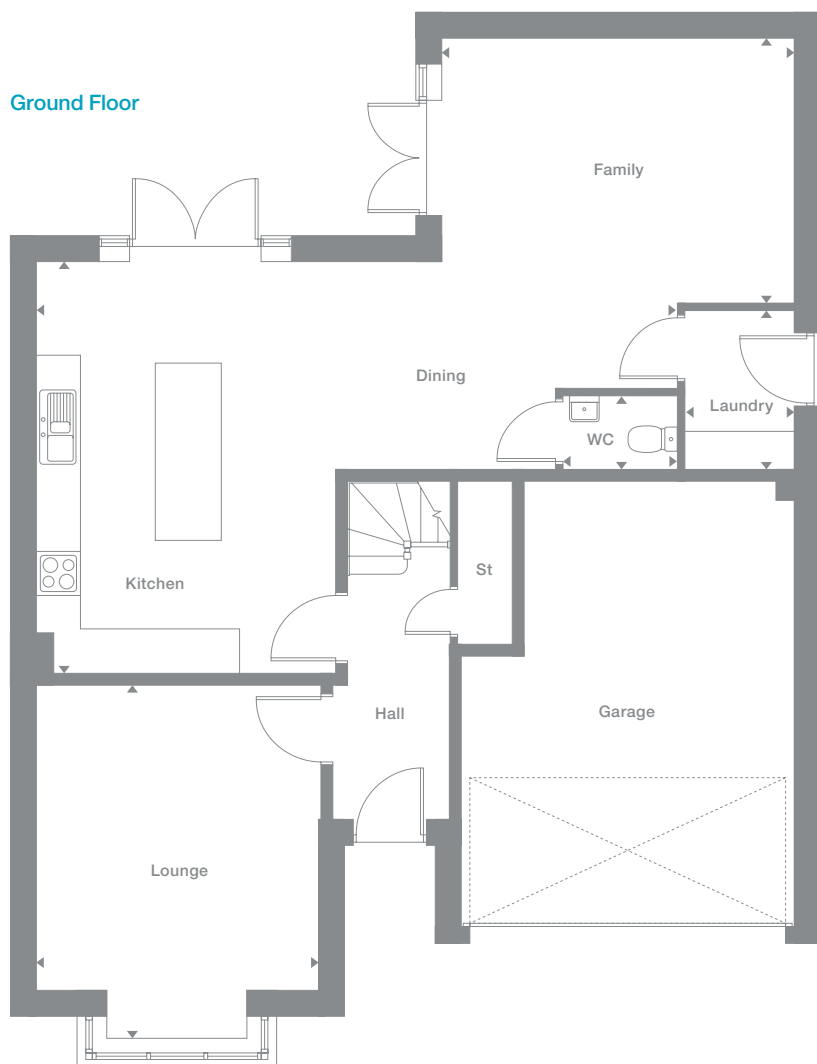 Ground Floor
Family
Dining
Laundry
WC
St
Kitchen
Hall
Garage
Lounge